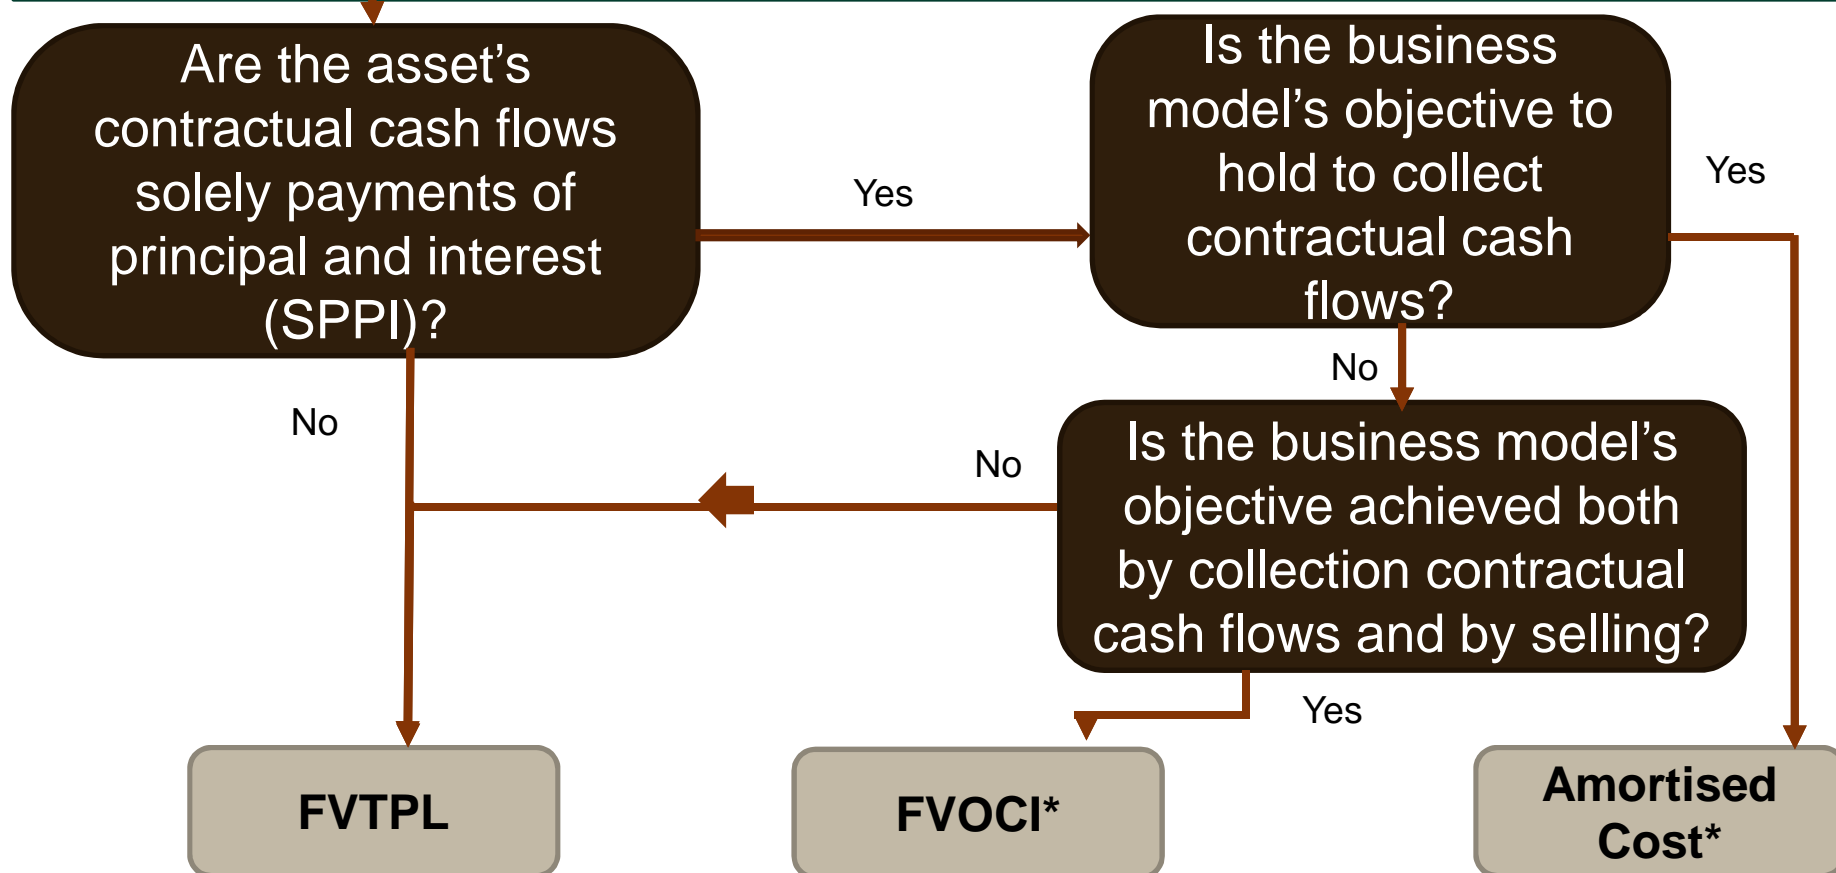 Are the asset's
contractual cash flows
solely payments of
principal and interest
(SPPI)?
Yes
Is the business
model's objective to
hold to collect
contractual cash
flows?
Yes
No
No
Is the business model's
objective achieved both
by collection contractual
cash flows and by selling?
No
Yes
FVTPL
FVOCI*
Amortised
Cost*